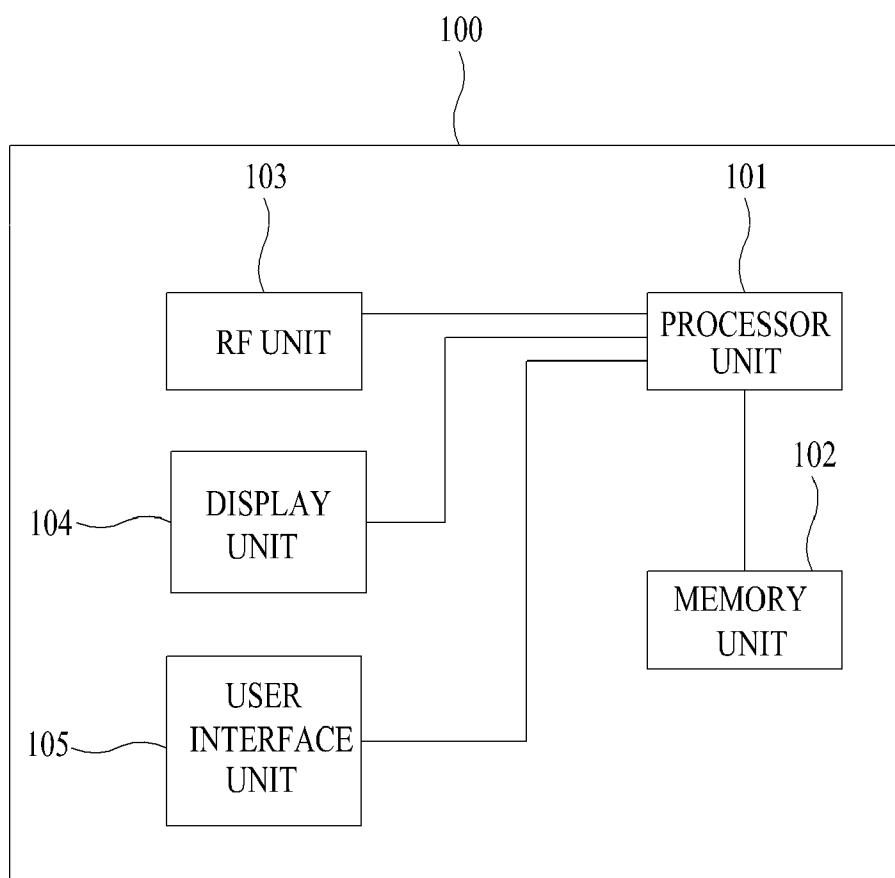 100
103
101
RF UNIT
PROCESSOR
UNIT
102
104
DISPLAY
UNIT
MEMORY
UNIT
105
USER
INTERFACE
UNIT